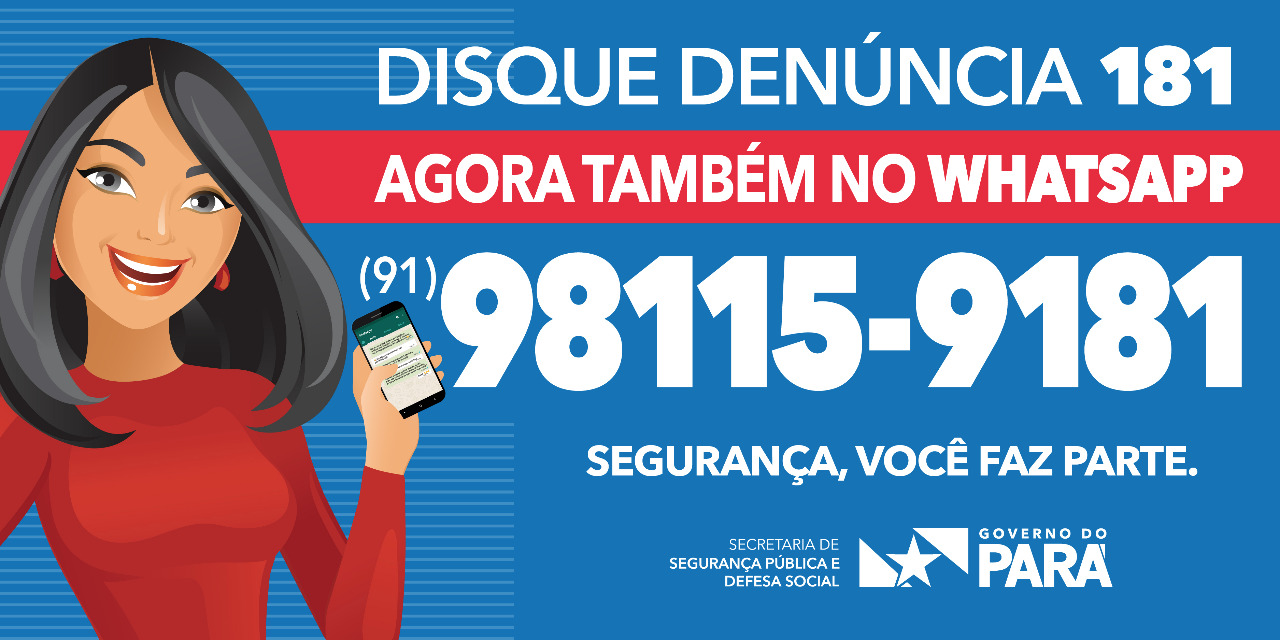 DISQUE DENÚNCIA 181
AGORA TAMBÉM NO WHATSAPP
(91) 98115-9181
SEGURANÇA, VOCÊ FAZ PARTE.
SECRETARIA DE
SEGURANÇA PÚBLICA E
DEFESA SOCIAL
GOVERNO DO
PARÁ